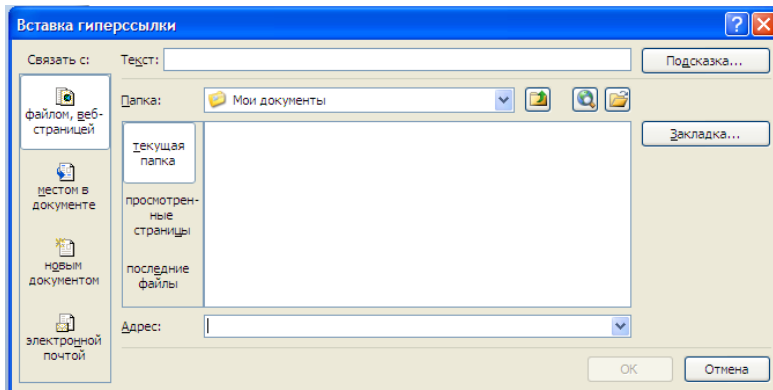 Вставка гиперссылки
Связать с:
Текст:
Подсказка...
файлом, веб-
страницей
Папка:
Мои документы
Закладка...
текущая
папка
местом в
документе
просмотрен-
ные
страницы
новым
документом
последние
файлы
электронной
почтой
Адрес:
ОК
Отмена